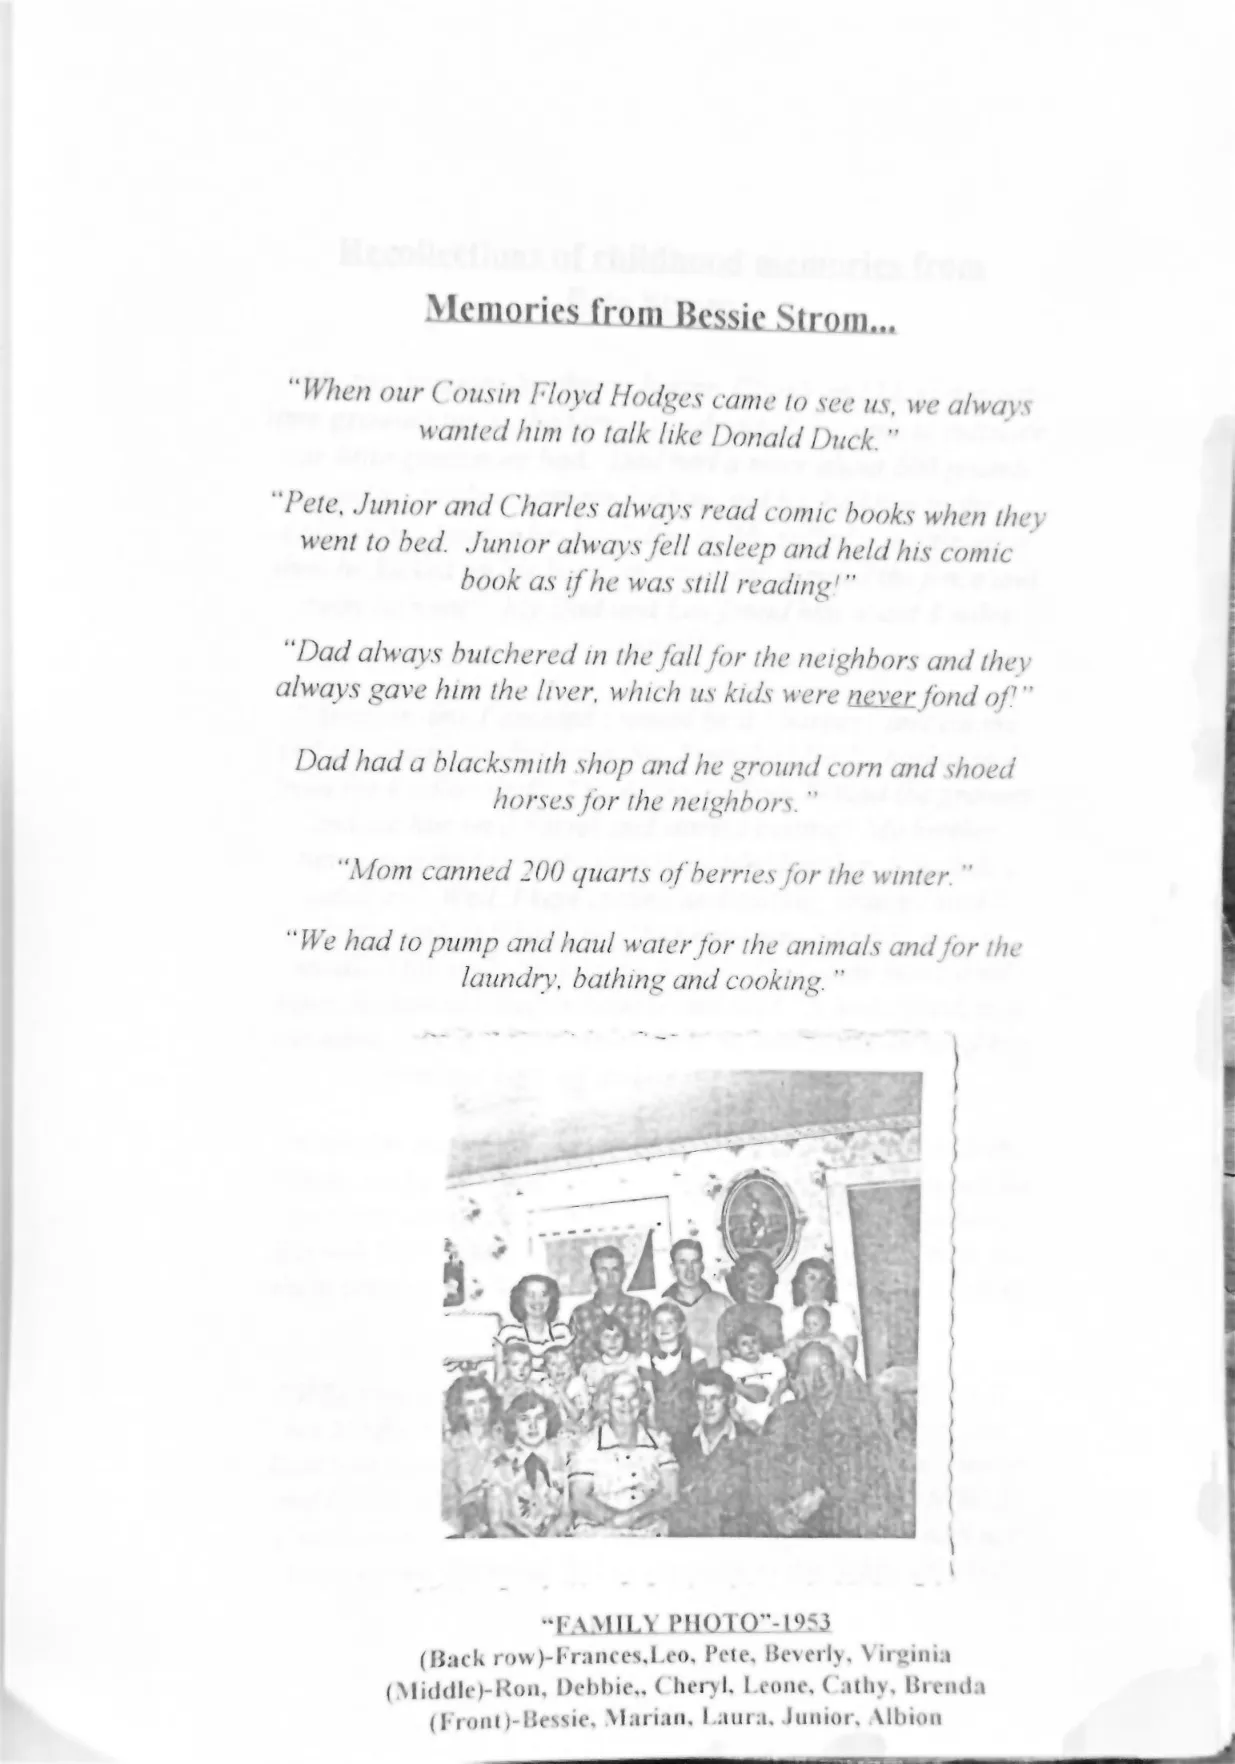 Recollections of childhood memories from
Memories from Bessie Strom...
"When our Cousin Floyd Hodges came to see us, we always
wanted him to talk like Donald Duck."
"Pete, Junior and Charles always read comic books when they
went to bed. Junior always fell asleep and held his comic
book as if he was still reading!"
"Dad always butchered in the fall for the neighbors and they
always gave him the liver, which us kids were never fond of!"
Dad had a blacksmith shop and he ground corn and shoed
horses for the neighbors."
"Mom canned 200 quarts of berries for the winter."
"We had to pump and haul water for the animals and for the
laundry, bathing and cooking."
"FAMILY PHOTO"-1953
(Back row)-Frances,Leo, Pete, Beverly, Virginia
(Middle)-Ron, Debbie,, Cheryl, Leone, Cathy, Brenda
(Front)-Bessie, Marian, Laura, Junior, Albion